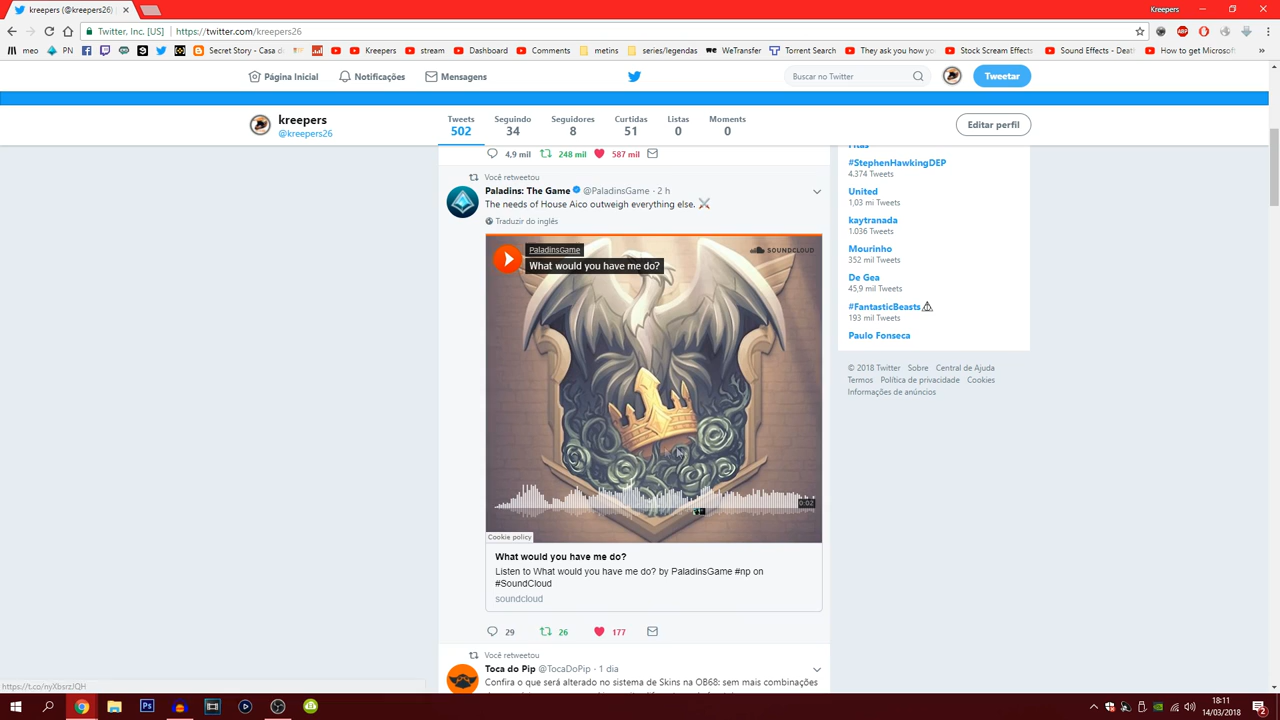 kreepers (@kreepers26)
Kreepers
Twitter, Inc. [US] https://twitter.com/kreepers26
meo PN Secret Story - Casa d Kreepers stream Dashboard Comments metins series/legendas WeTransfer Torrent Search They ask you how yo Stock Scream Effects Sound Effects - Deat How to get Microsof
Página Inicial Notificações Mensagens Buscar no Twitter Tweetar
kreepers
@kreepers26
Tweets Seguindo Seguidores Curtidas Listas Moments
502 34 8 51 0 0
Editar perfil
4,9 mil 248 mil 587 mil
Você retweetou
Paladins: The Game @PaladinsGame · 2 h
The needs of House Aico outweigh everything else.
Traduzir do inglês
PaladinsGame
SOUNDCLOUD
What would you have me do?
0:02
Cookie policy
What would you have me do?
Listen to What would you have me do? by PaladinsGame #np on
#SoundCloud
soundcloud
29 26 177
Você retweetou
Toca do Pip @TocaDoPip · 1 dia
Confira o que será alterado no sistema de Skins na OB68: sem mais combinações
#StephenHawkingDEP
4.374 Tweets
United
1,03 mi Tweets
kaytranada
1.036 Tweets
Mourinho
352 mil Tweets
De Gea
45,9 mil Tweets
#FantasticBeasts
193 mil Tweets
Paulo Fonseca
© 2018 Twitter Sobre Central de Ajuda
Termos Política de privacidade Cookies
Informações de anúncios
https://t.co/nyXbsrzJQH
18:11
14/03/2018
2